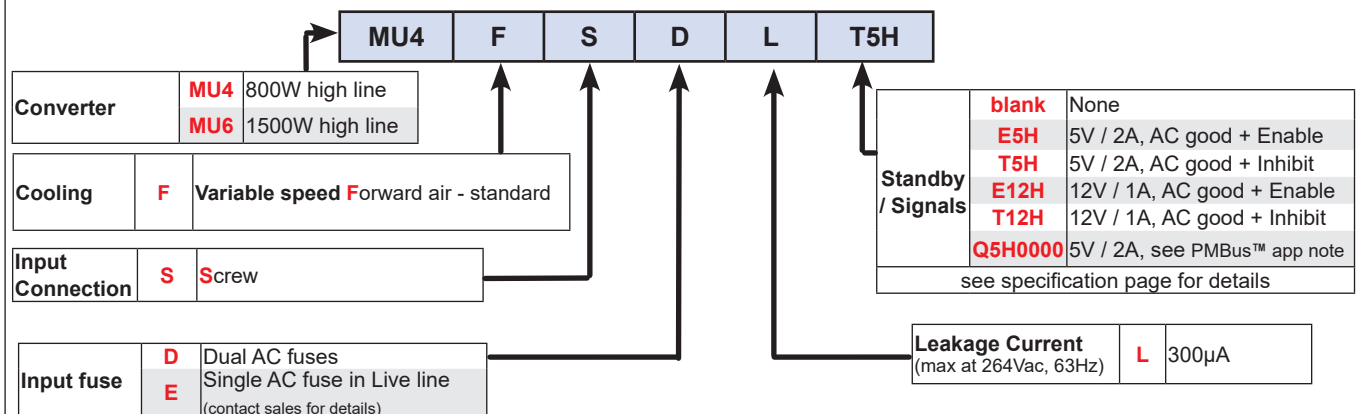 MU4 F S D L T5H
Converter
MU4 800W high line
MU6 1500W high line
Cooling F Variable speed Forward air - standard
Input
Connection
S Screw
Input fuse
D Dual AC fuses
E Single AC fuse in Live line
(contact sales for details)
Standby
/ Signals
blank None
E5H 5V / 2A, AC good + Enable
T5H 5V / 2A, AC good + Inhibit
E12H 12V / 1A, AC good + Enable
T12H 12V / 1A, AC good + Inhibit
Q5H0000 5V / 2A, see PMBus™ app note
see specification page for details
Leakage Current
(max at 264Vac, 63Hz)
L 300µA